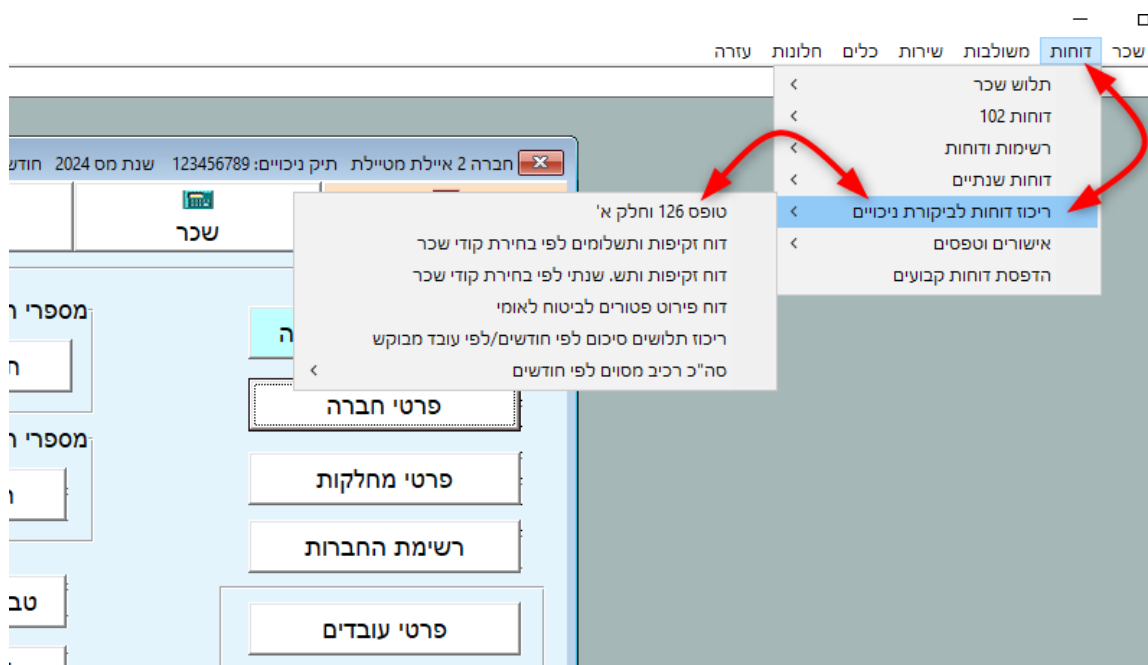 שכר דוחות משולבות שירות כלים חלונות עזרה
תלוש שכר
דוחות 102
רשימות ודוחות
דוחות שנתיים
ריכוז דוחות לביקורת ניכויים
אישורים וטפסים
הדפסת דוחות קבועים
טופס 126 וחלק א'
דוח זקיפות ותשלומים לפי בחירת קודי שכר
דוח זקיפות ותש. שנתי לפי בחירת קודי שכר
דוח פירוט פטורים לביטוח לאומי
ריכוז תלושים סיכום לפי חודשים/לפי עובד מבוקש
סה"כ רכיב מסוים לפי חודשים
חברה 2 איילת מטיילת תיק ניכויים: 123456789 שנת מס 2024
שכר
פרטי חברה
פרטי מחלקות
רשימת החברות
פרטי עובדים
מספרי
מספרי